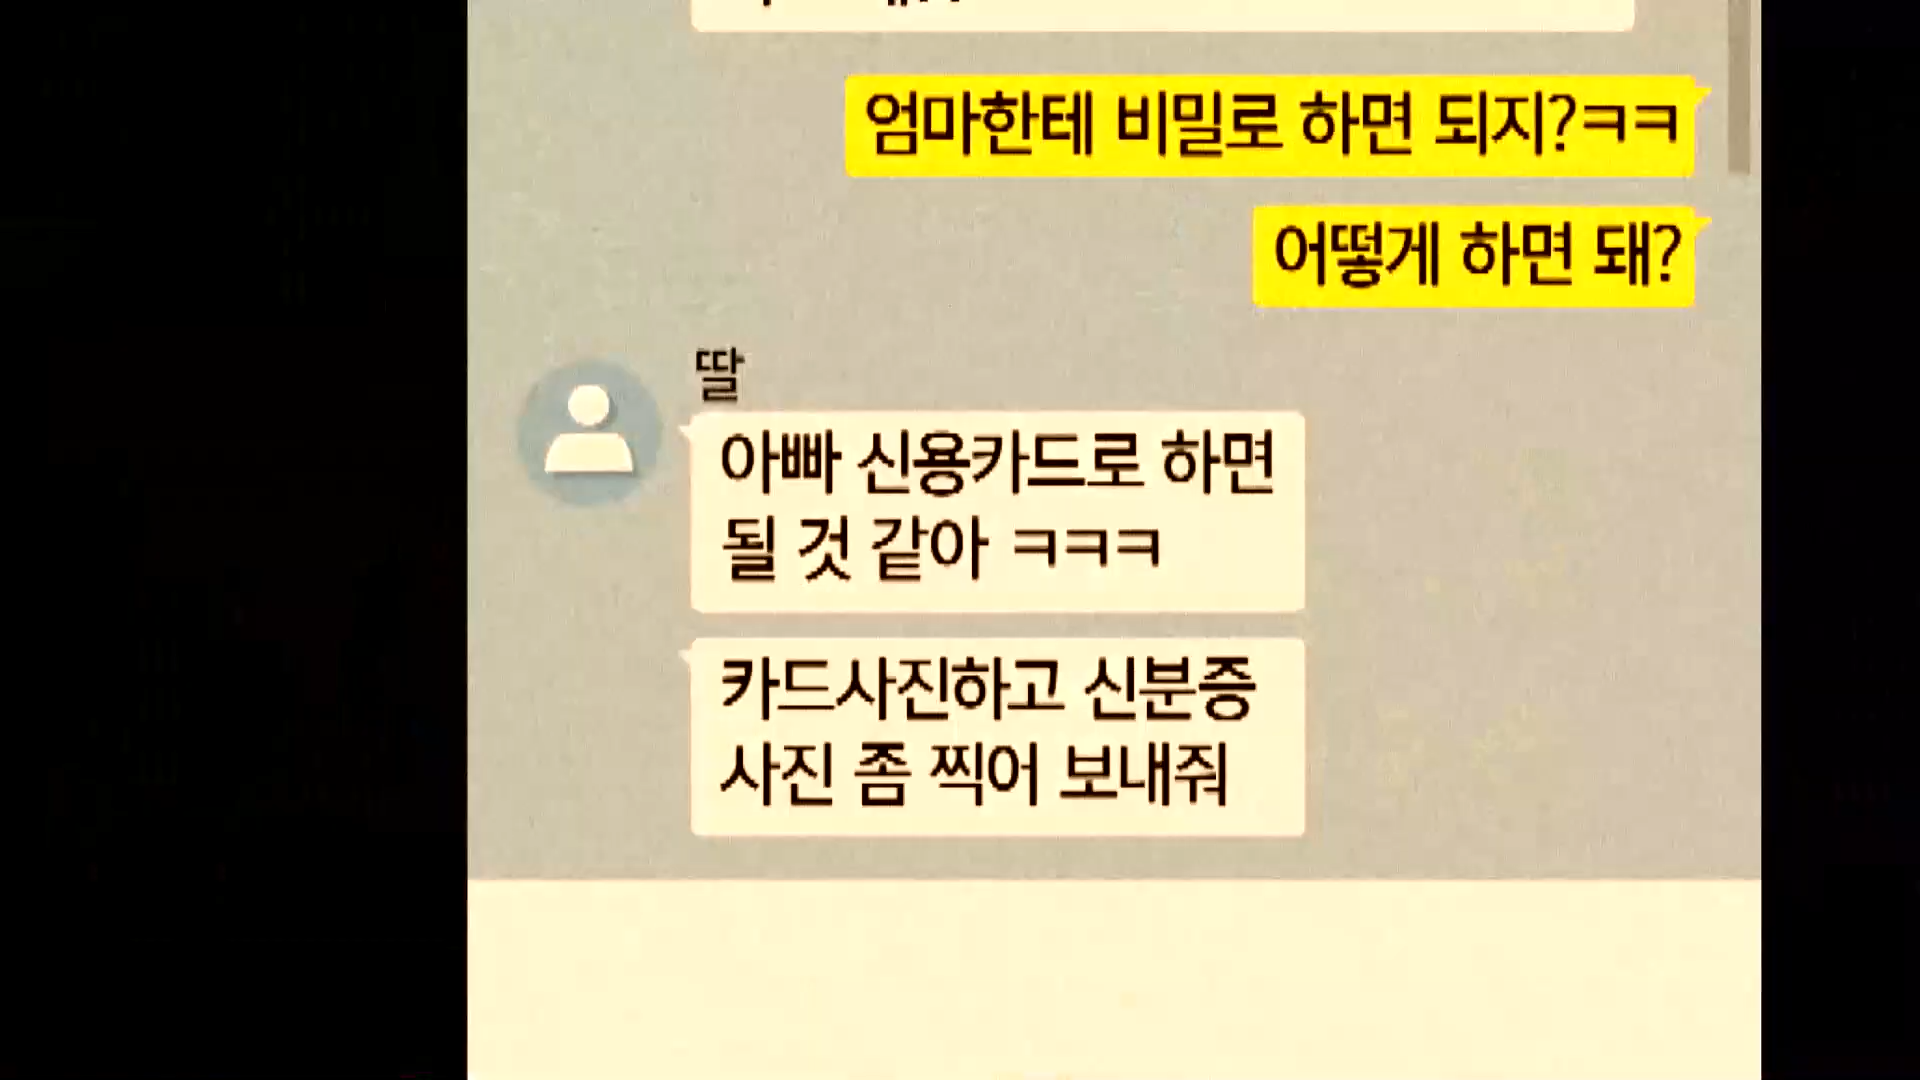 엄마한테 비밀로 하면 되지?ㅋㅋ
어떻게 하면 돼?
딸
아빠 신용카드로 하면
될 것 같아 ㅋㅋㅋ
카드사진하고 신분증
사진 좀 찍어 보내줘